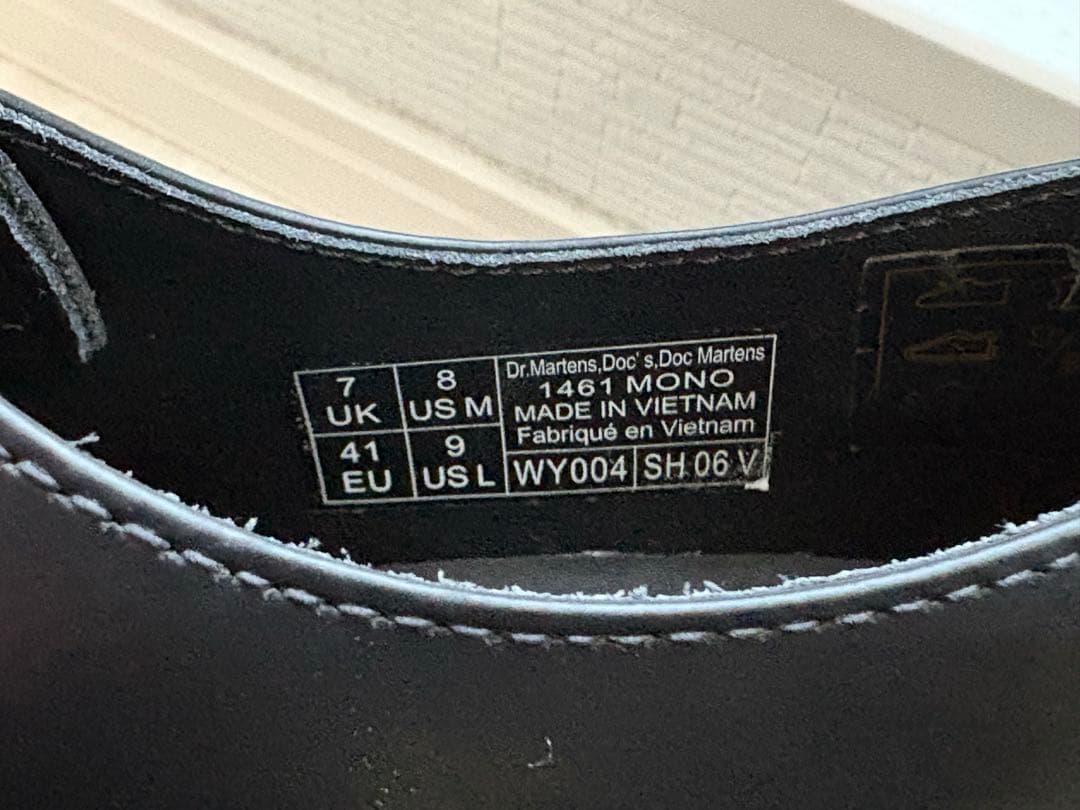 7
UK
8
US M
41
EU
9
US L
Dr.Martens,Doc's,Doc Martens
1461 MONO
MADE IN VIETNAM
Fabriqué en Vietnam
WY004
SH 06 V